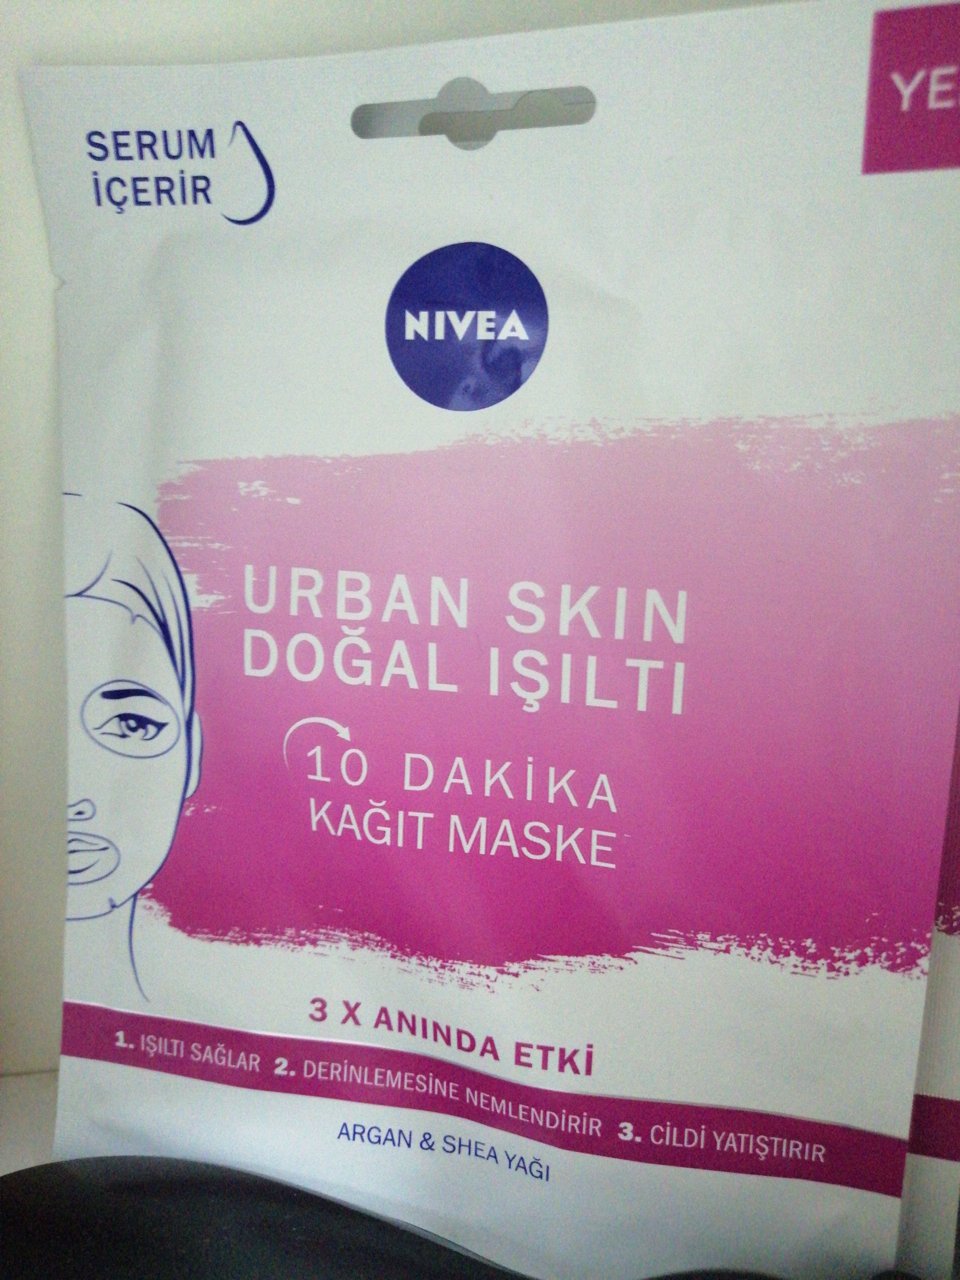 SERUM
İÇERİR
NIVEA
URBAN SKIN
DOĞAL IŞILTI
10 DAKİKA
KAĞIT MASKE
3 X ANINDA ETKİ
1. IŞILTI SAĞLAR 2. DERİNLEMESİNE NEMLENDİRİR 3. CİLDİ YATIŞTIRIR
ARGAN & SHEA YAĞI